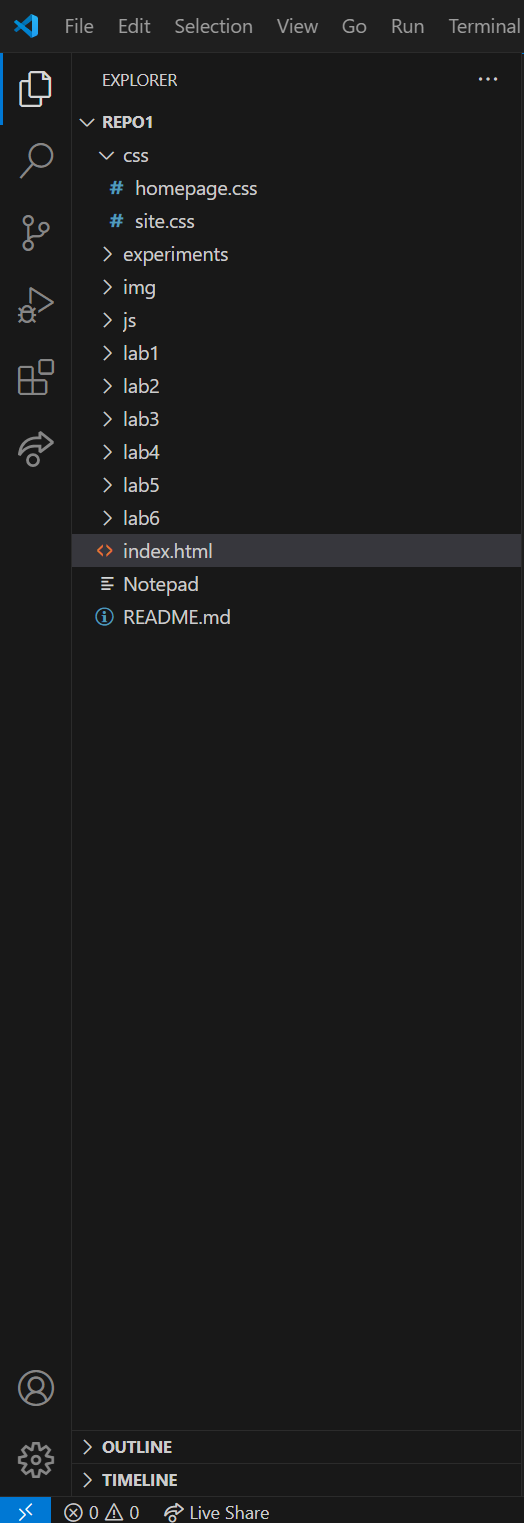 File Edit Selection View Go Run Terminal
EXPLORER
REPO1
css
# homepage.css
# site.css
experiments
img
js
lab1
lab2
lab3
lab4
lab5
lab6
index.html
Notepad
README.md
OUTLINE
TIMELINE
0 0 Live Share